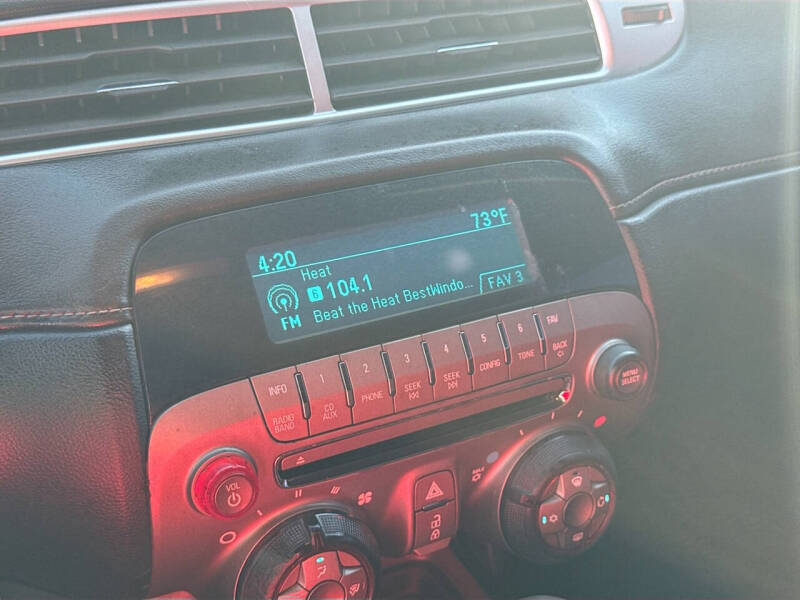 4:20
73°F
Heat
6 104.1
FM
Beat the Heat BestWindo...
FAV 3
INFO 1 2 3 4 5 6 FAV
RADIO BAND
CD AUX
PHONE
SEEK
SEEK
CONFIG
TONE
BACK
MENU SELECT
VOL
MAX